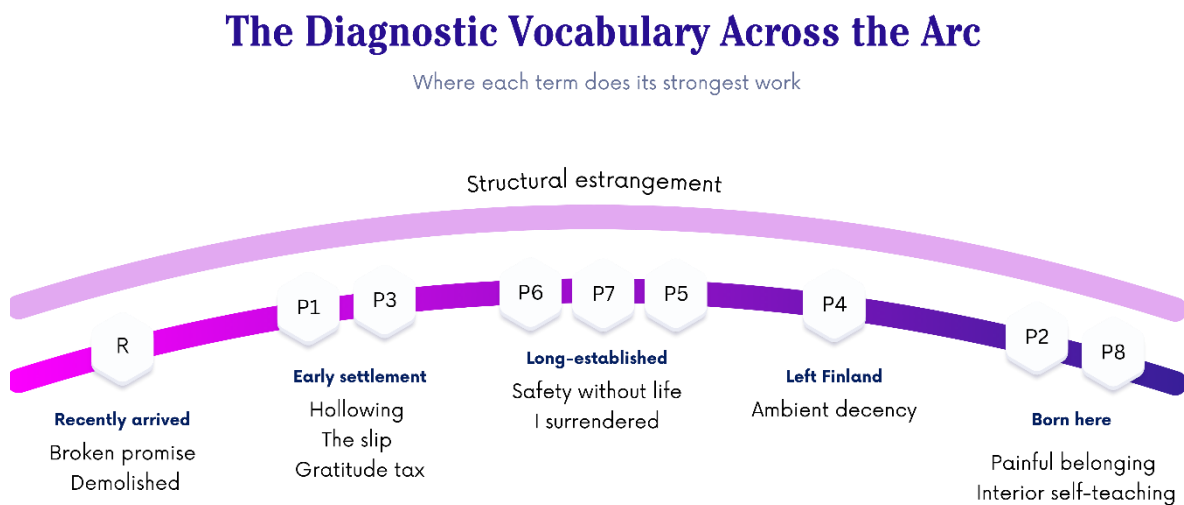 The Diagnostic Vocabulary Across the Arc
Where each term does its strongest work
Structural estrangement
R
P1
P3
P6
P7
P5
P4
P2
P8
Recently arrived
Broken promise
Demolished
Early settlement
Hollowing
The slip
Gratitude tax
Long-established
Safety without life
I surrendered
Left Finland
Ambient decency
Born here
Painful belonging
Interior self-teaching